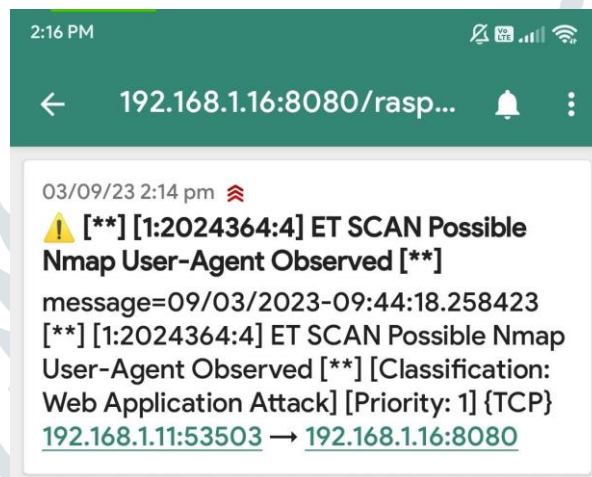 2:16 PM
Vo
LTE
192.168.1.16:8080/rasp...
03/09/23 2:14 pm
[**] [1:2024364:4] ET SCAN Possible
Nmap User-Agent Observed [**]
message=09/03/2023-09:44:18.258423
[**] [1:2024364:4] ET SCAN Possible Nmap
User-Agent Observed [**] [Classification:
Web Application Attack] [Priority: 1] {TCP}
192.168.1.11:53503 → 192.168.1.16:8080